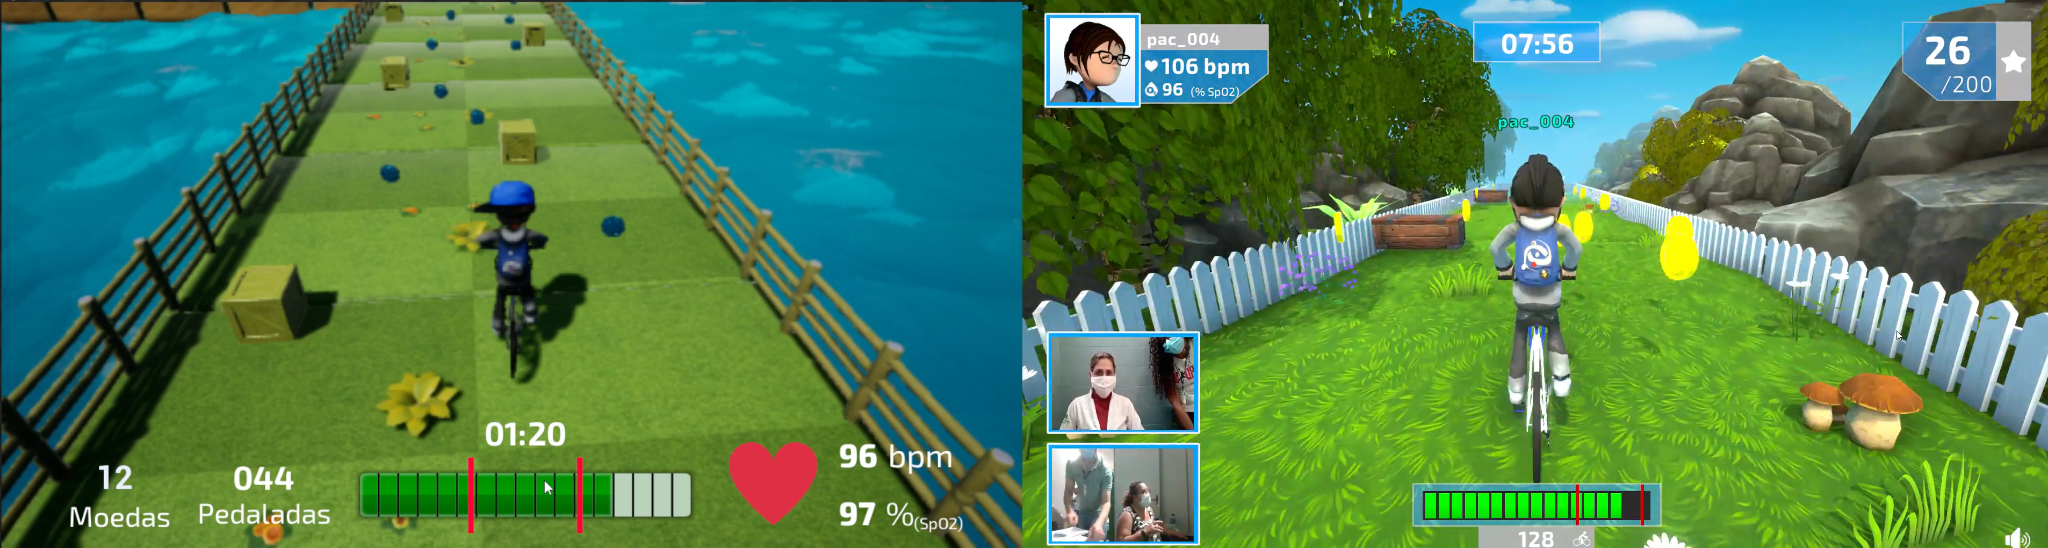 01:20
12
Moedas
044
Pedaladas
96 bpm
97 %(SpO2)
pac_004
106 bpm
96 (% SpO2)
07:56
26
/200
pac_004
128